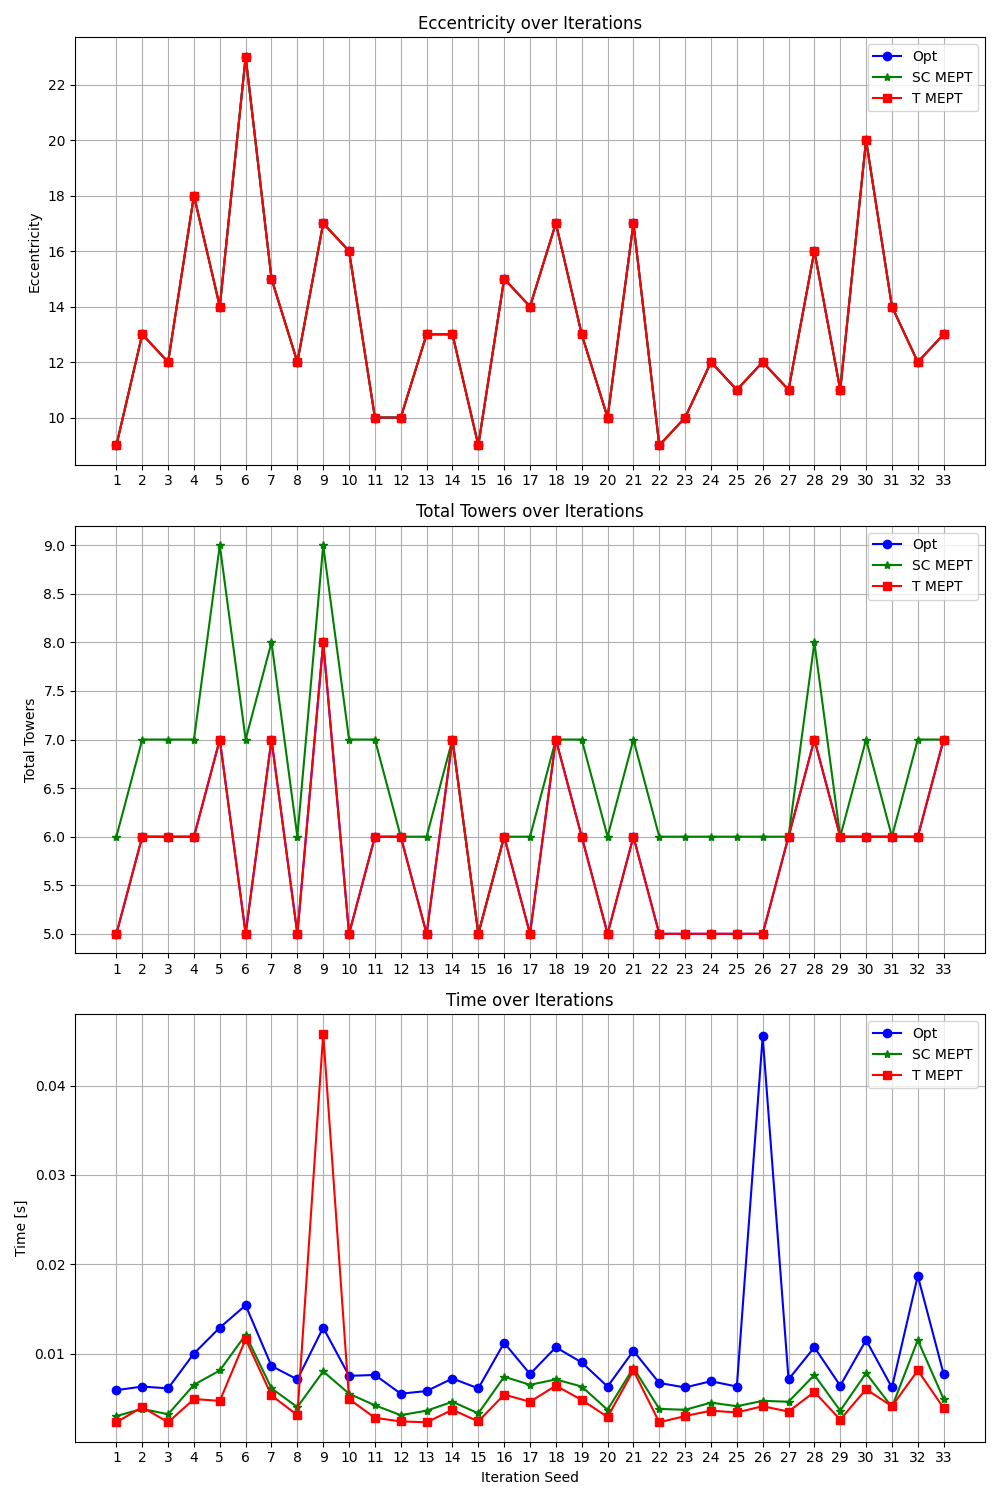 Eccentricity over Iterations
Eccentricity
22
20
18
16
14
12
10
Opt
SC MEPT
T MEPT
1 2 3 4 5 6 7 8 9 10 11 12 13 14 15 16 17 18 19 20 21 22 23 24 25 26 27 28 29 30 31 32 33
Total Towers over Iterations
Total Towers
9.0
8.5
8.0
7.5
7.0
6.5
6.0
5.5
5.0
Opt
SC MEPT
T MEPT
1 2 3 4 5 6 7 8 9 10 11 12 13 14 15 16 17 18 19 20 21 22 23 24 25 26 27 28 29 30 31 32 33
Time over Iterations
Time [s]
0.04
0.03
0.02
0.01
Opt
SC MEPT
T MEPT
1 2 3 4 5 6 7 8 9 10 11 12 13 14 15 16 17 18 19 20 21 22 23 24 25 26 27 28 29 30 31 32 33
Iteration Seed